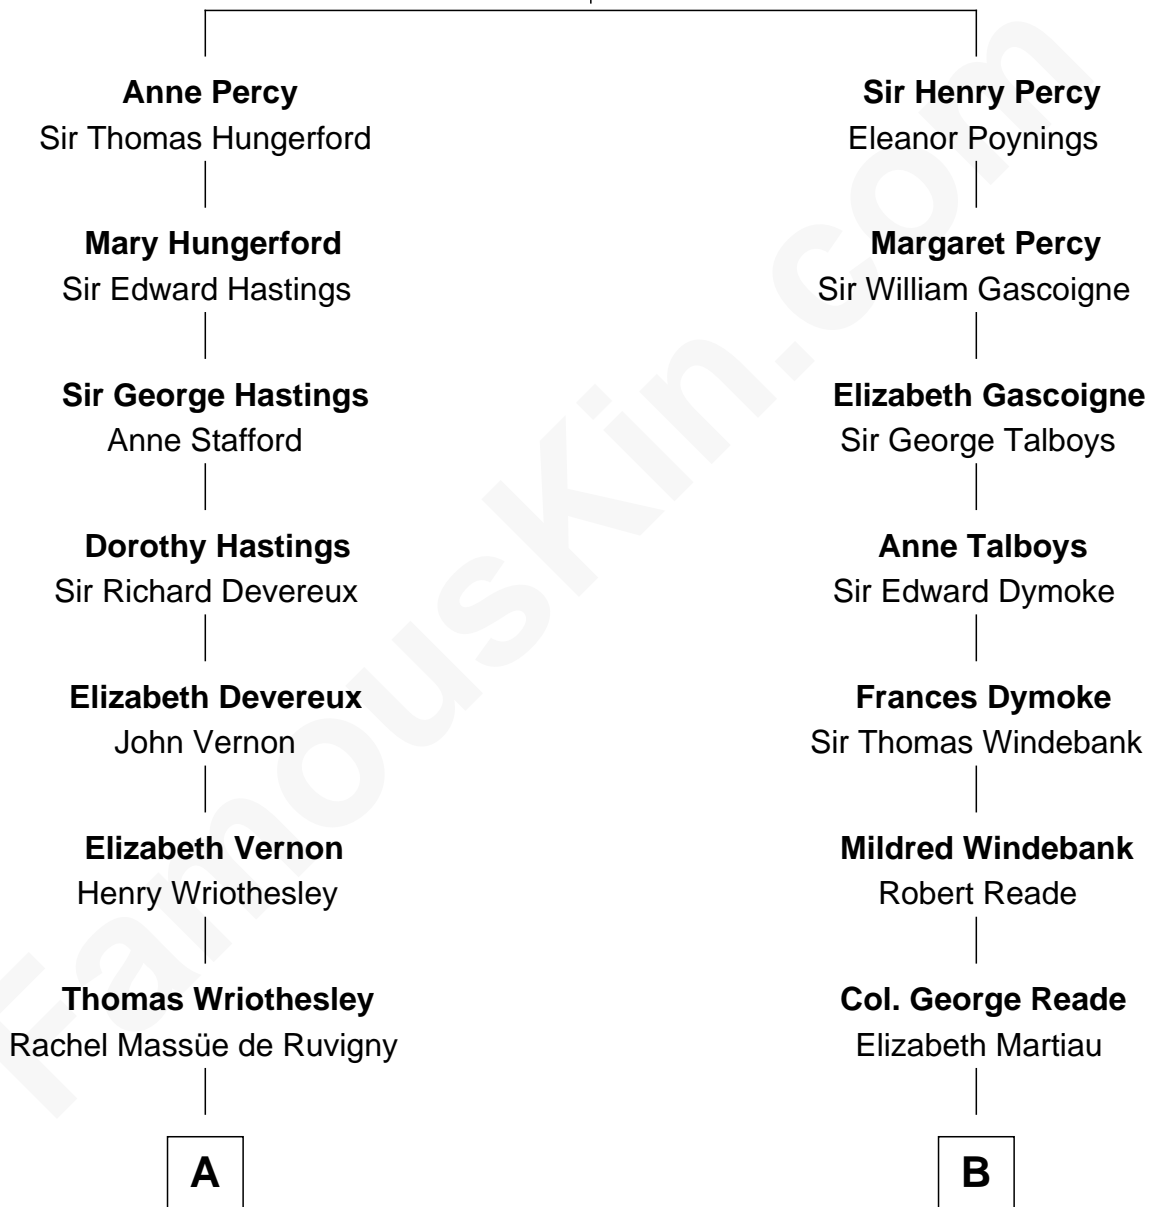 Anne Percy
Sir Thomas Hungerford
Mary Hungerford
Sir Edward Hastings
Sir George Hastings
Anne Stafford
Dorothy Hastings
Sir Richard Devereux
Elizabeth Devereux
John Vernon
Elizabeth Vernon
Henry Wriothesley
Thomas Wriothesley
Rachel Massüe de Ruvigny
A
Sir Henry Percy
Eleanor Poynings
Margaret Percy
Sir William Gascoigne
Elizabeth Gascoigne
Sir George Talboys
Anne Talboys
Sir Edward Dymoke
Frances Dymoke
Sir Thomas Windebank
Mildred Windebank
Robert Reade
Col. George Reade
Elizabeth Martiau
B
FamousKin.com